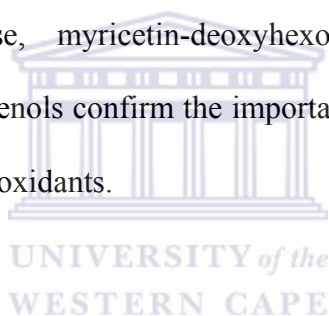 se, myricetin-deoxyhexo
enols confirm the importa
oxidants.
UNIVERSITY of the
WESTERN CAPE